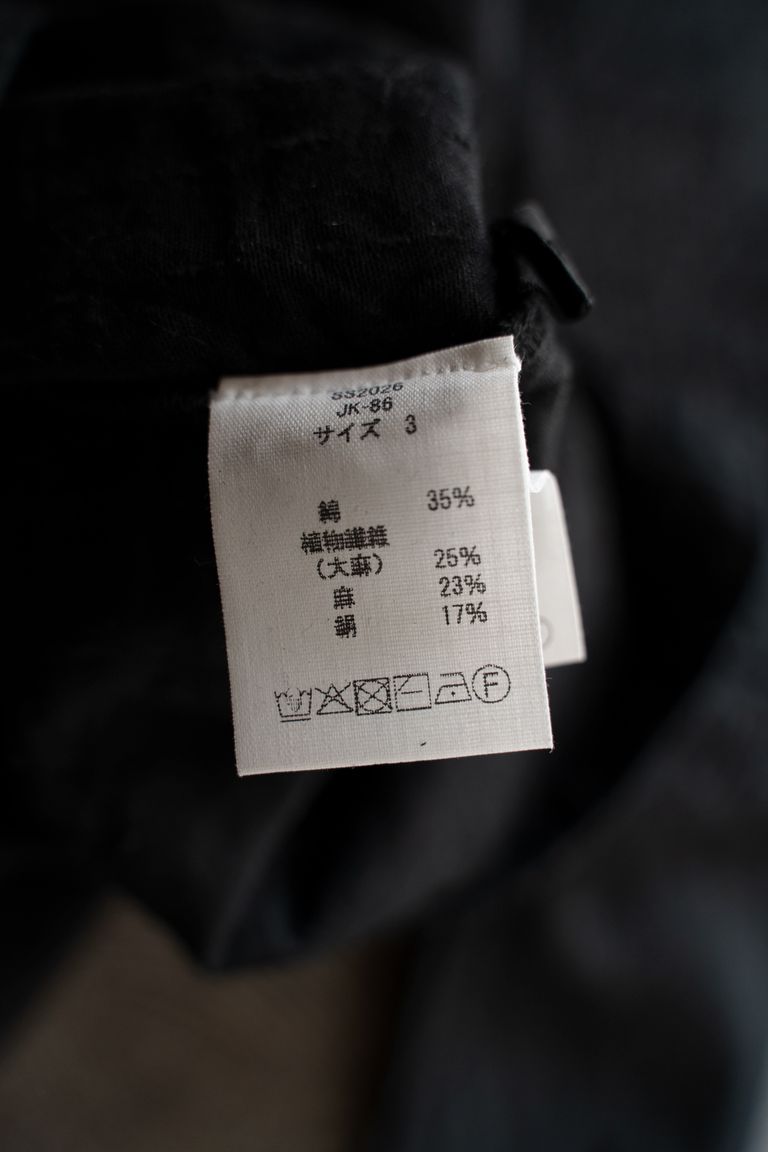 SS2026
JK-86
サイズ 3
綿 35%
植物繊維
(大麻) 25%
麻 23%
絹 17%
F